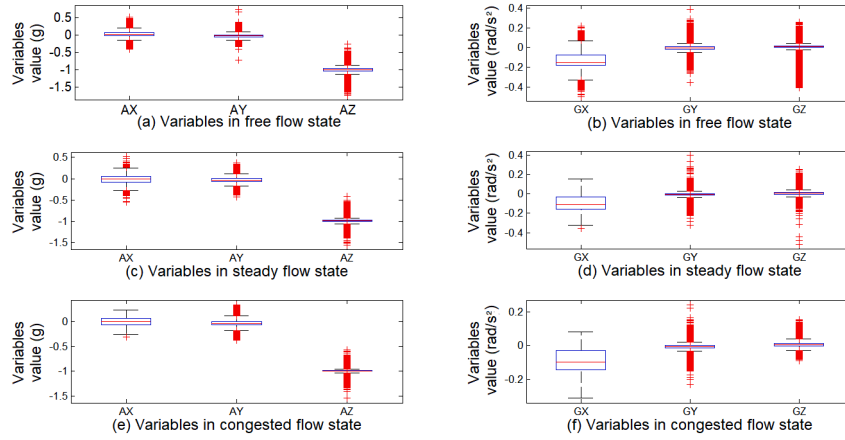 Variables
value (g)
0.5
0
-0.5
-1
-1.5
AX
AY
AZ
(a) Variables in free flow state
Variables
value (rad/s²)
0.4
0.2
0
-0.2
-0.4
GX
GY
GZ
(b) Variables in free flow state
Variables
value (g)
0.5
0
-0.5
-1
-1.5
AX
AY
AZ
(c) Variables in steady flow state
Variables
value (rad/s²)
0.4
0.2
0
-0.2
-0.4
GX
GY
GZ
(d) Variables in steady flow state
Variables
value (g)
0
-0.5
-1
-1.5
AX
AY
AZ
(e) Variables in congested flow state
Variables
value (rad/s²)
0.2
0
-0.2
GX
GY
GZ
(f) Variables in congested flow state